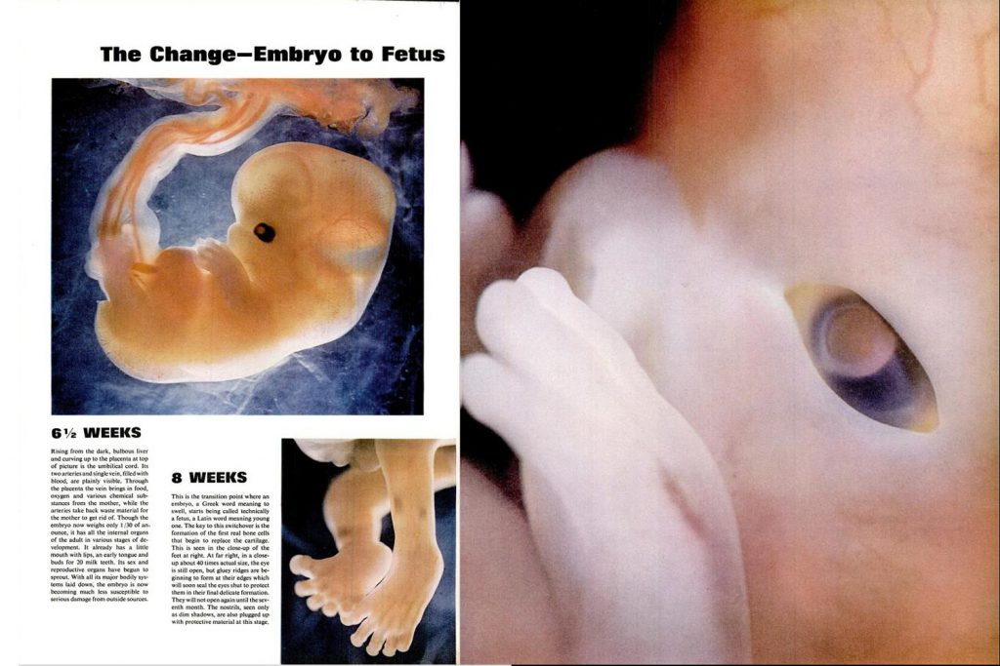 The Change—Embryo to Fetus
6½ WEEKS
Rising from the dark, bulbous liver
and curving up to the placenta at top
of picture is the umbilical cord. Its
two arteries and single vein, filled with
blood, are plainly visible. Through
the placenta the vein brings in food,
oxygen and various chemical sub-
stances from the mother, while the
arteries take back waste material for
the mother to get rid of. Though the
embryo now weighs only 1/30 of an
ounce, it has all the internal organs
of the adult in various stages of de-
velopment. It already has a little
mouth with lips, an early tongue and
buds for 20 milk teeth. Its sex and
reproductive organs have begun to
sprout. With all its major bodily sys-
tems laid down, the embryo is now
becoming much less susceptible to
serious damage from outside sources.
8 WEEKS
This is the transition point where an
embryo, a Greek word meaning to
swell, starts being called technically
a fetus, a Latin word meaning young
one. The key to this switchover is the
formation of the first real bone cells
that begin to replace the cartilage.
This is seen in the close-up of the
feet at right. At far right, in a close-
up about 40 times actual size, the eye
is still open, but gluey ridges are be-
ginning to form at their edges which
will soon seal the eyes shut to protect
them in their final delicate formation.
They will not open again until the sev-
enth month. The nostrils, seen only
as dim shadows, are also plugged up
with protective material at this stage.